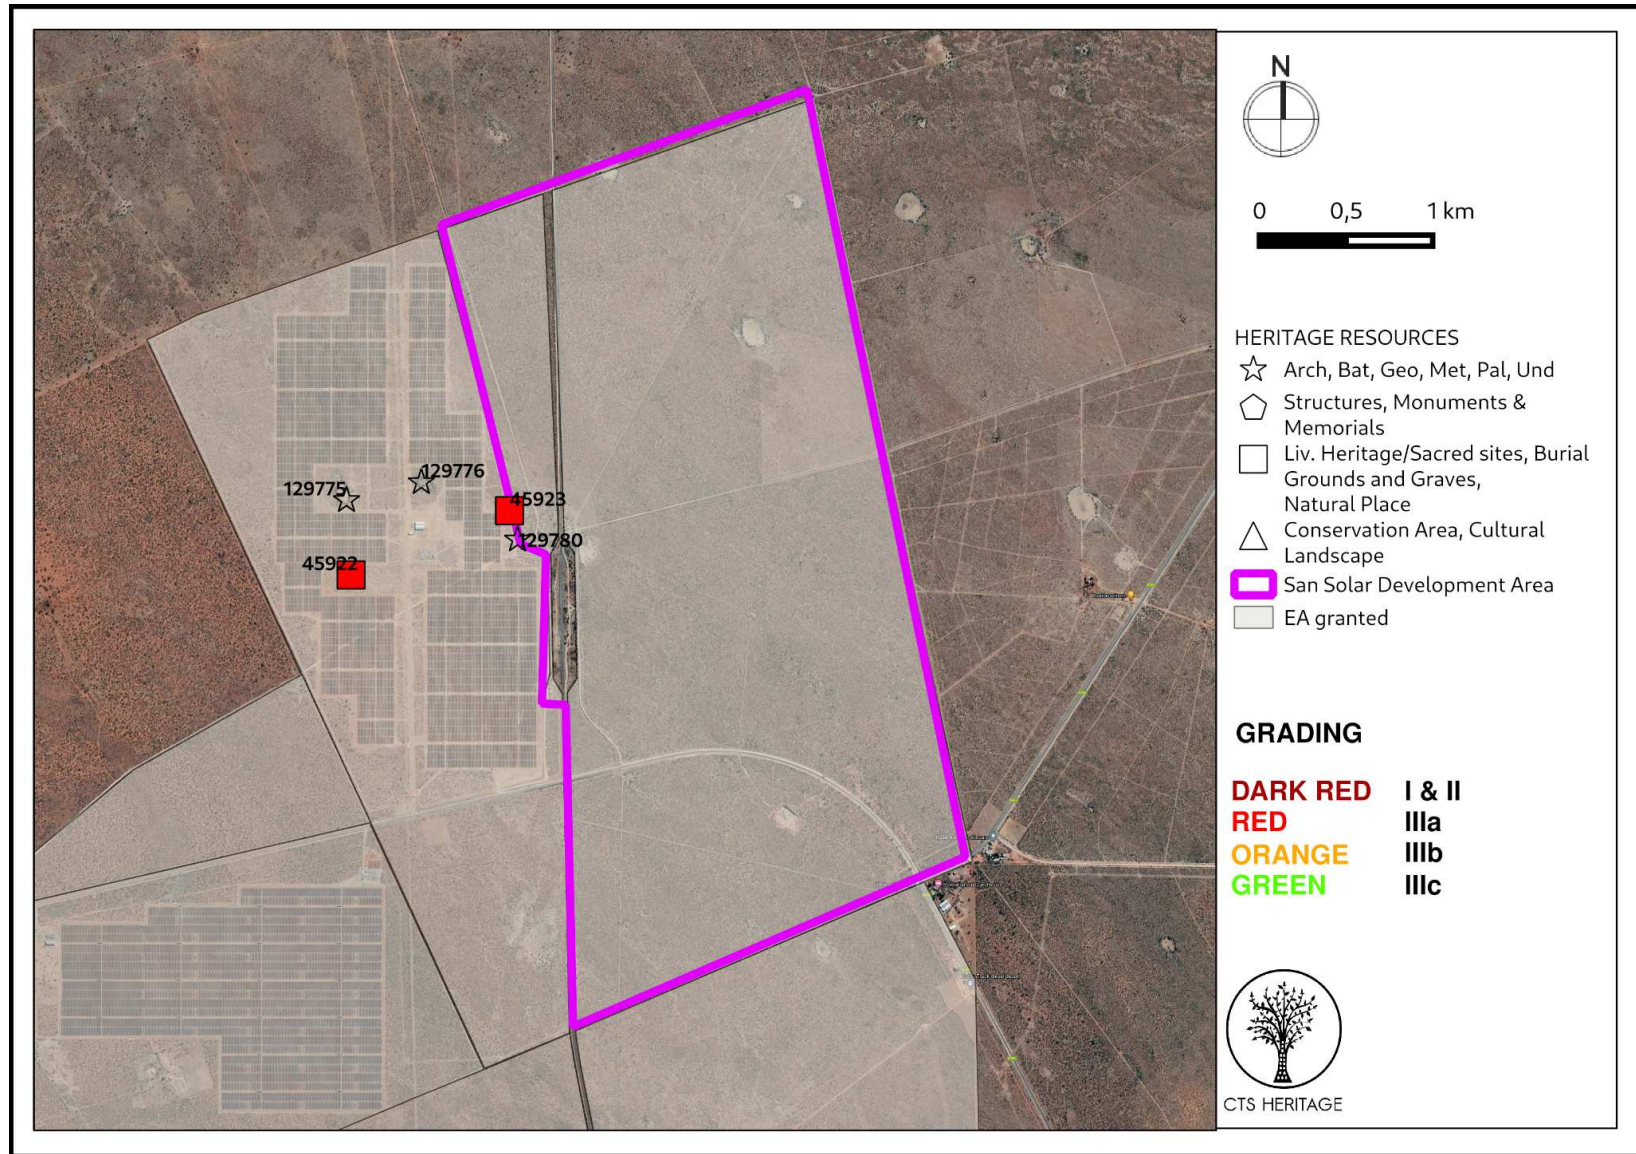 129776
129775
45923
129780
45922
N
0 0,5 1 km
HERITAGE RESOURCES
Arch, Bat, Geo, Met, Pal, Und
Structures, Monuments &
Memorials
Liv. Heritage/Sacred sites, Burial
Grounds and Graves,
Natural Place
Conservation Area, Cultural
Landscape
San Solar Development Area
EA granted
GRADING
DARK RED I & II
RED IIIa
ORANGE IIIb
GREEN IIIc
CTS HERITAGE